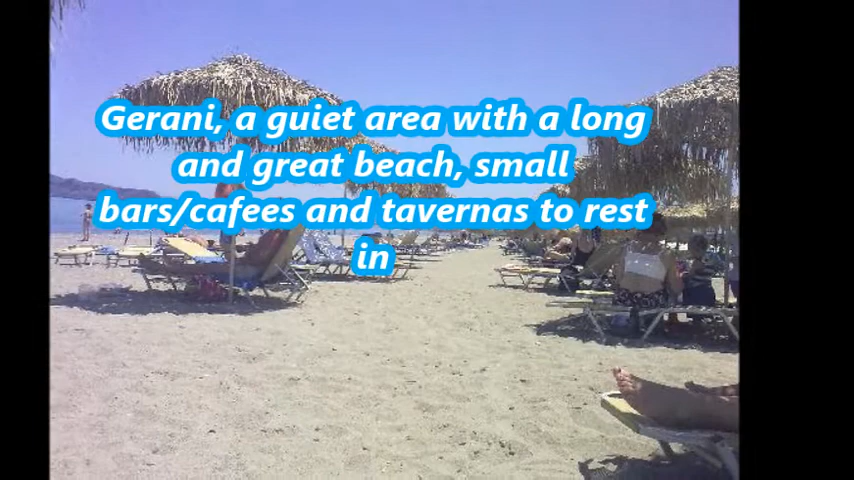 Gerani, a guiet area with a long
and great beach, small
bars/cafees and tavernas to rest
in